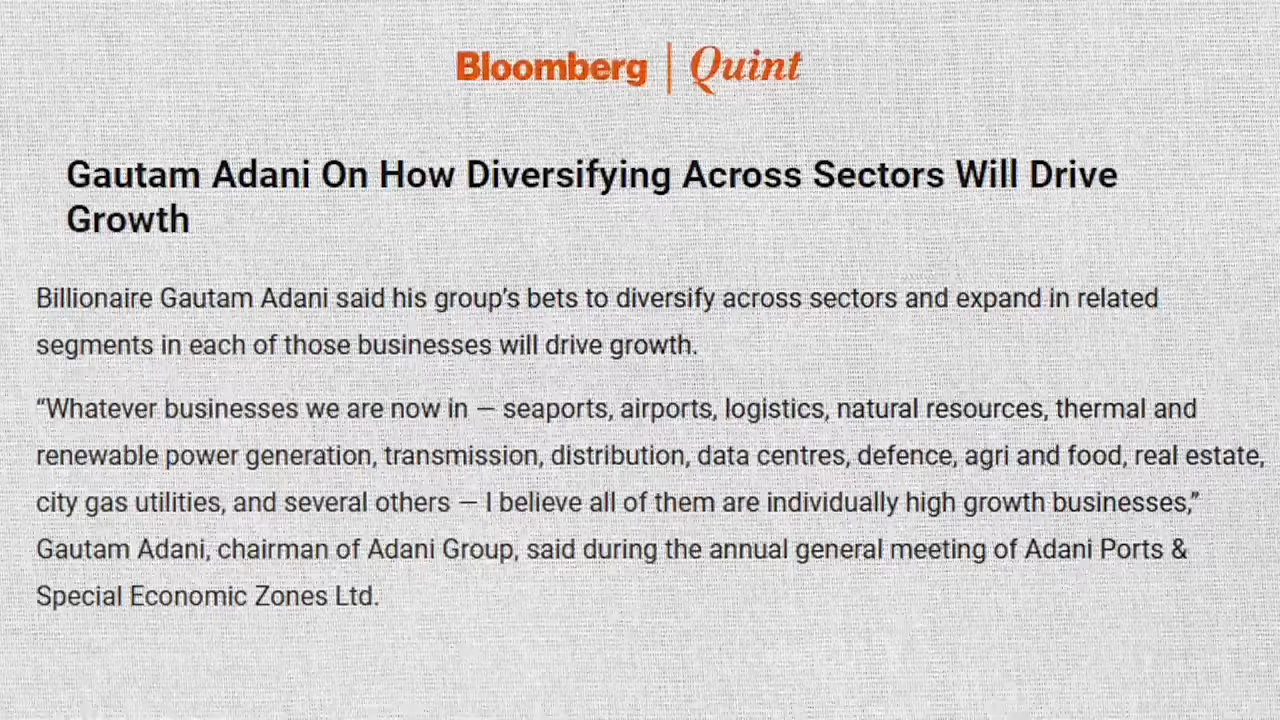 Bloomberg | Quint
Gautam Adani On How Diversifying Across Sectors Will Drive
Growth
Billionaire Gautam Adani said his group’s bets to diversify across sectors and expand in related
segments in each of those businesses will drive growth.
“Whatever businesses we are now in — seaports, airports, logistics, natural resources, thermal and
renewable power generation, transmission, distribution, data centres, defence, agri and food, real estate,
city gas utilities, and several others — I believe all of them are individually high growth businesses,”
Gautam Adani, chairman of Adani Group, said during the annual general meeting of Adani Ports &
Special Economic Zones Ltd.